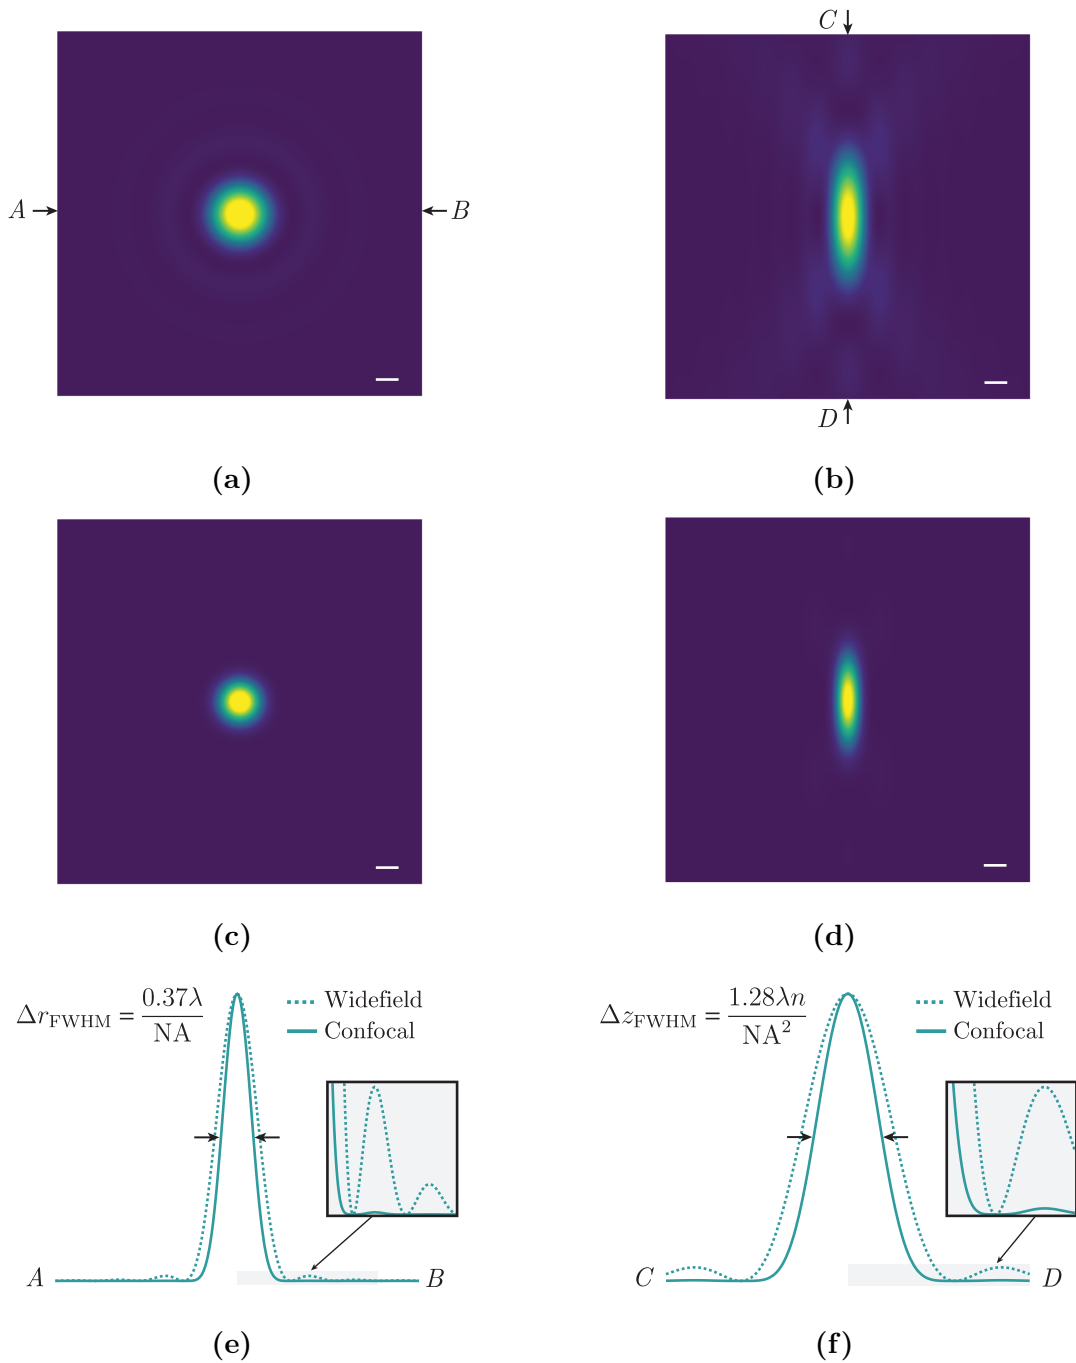 C
A
B
D
(a)
(b)
(c)
(d)
Δr_FWHM = 0.37λ / NA
Widefield
Confocal
A
B
Δz_FWHM = 1.28λn / NA²
Widefield
Confocal
C
D
(e)
(f)